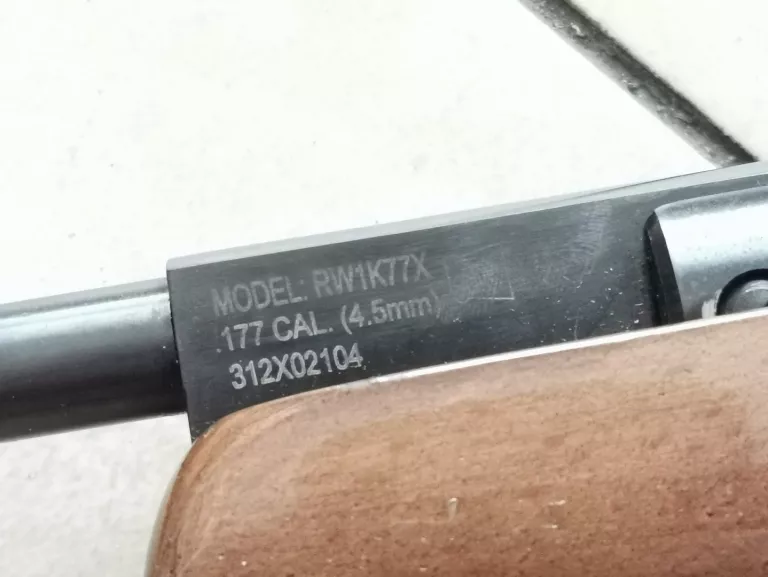 MODEL: RW1K77X
.177 CAL. (4.5mm)
312X02104